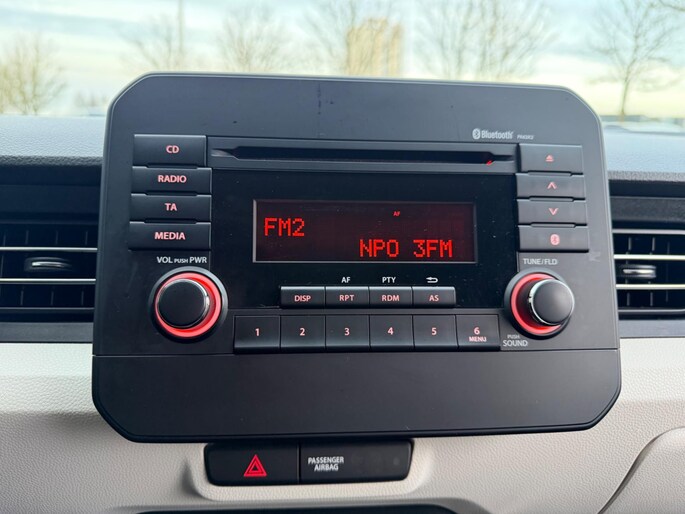 Bluetooth®
CD
RADIO
TA
MEDIA
FM2
AF
NPO 3FM
VOL PUSH PWR
TUNE/FLD
AF PTY
DISP RPT RDM AS
1 2 3 4 5 6
MENU
PUSH
SOUND
PASSENGER
AIRBAG